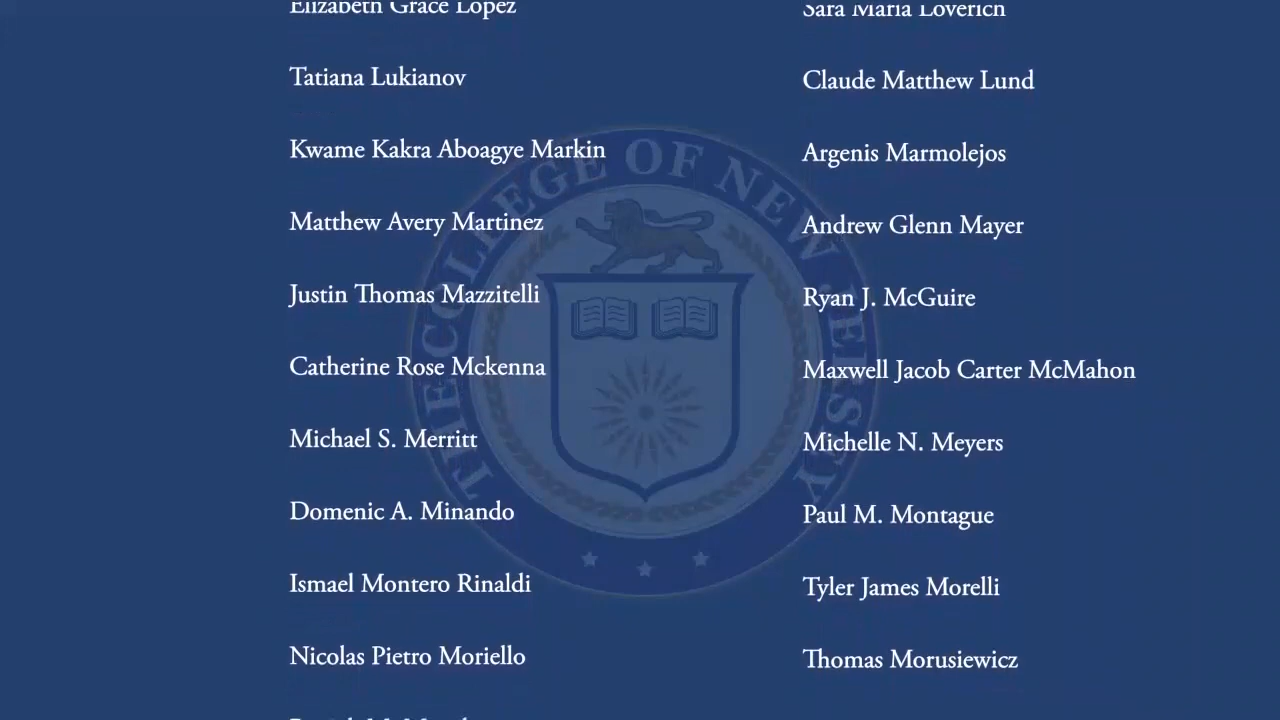 Elizabeth Grace Lopez
Sara Maria Loverich
Tatiana Lukianov
Claude Matthew Lund
Kwame Kakra Aboagye Markin
Argenis Marmolejos
Matthew Avery Martinez
Andrew Glenn Mayer
Justin Thomas Mazzitelli
Ryan J. McGuire
Catherine Rose Mckenna
Maxwell Jacob Carter McMahon
Michael S. Merritt
Michelle N. Meyers
Domenic A. Minando
Paul M. Montague
Ismael Montero Rinaldi
Tyler James Morelli
Nicolas Pietro Moriello
Thomas Morusiewicz
THE COLLEGE OF NEW JERSEY